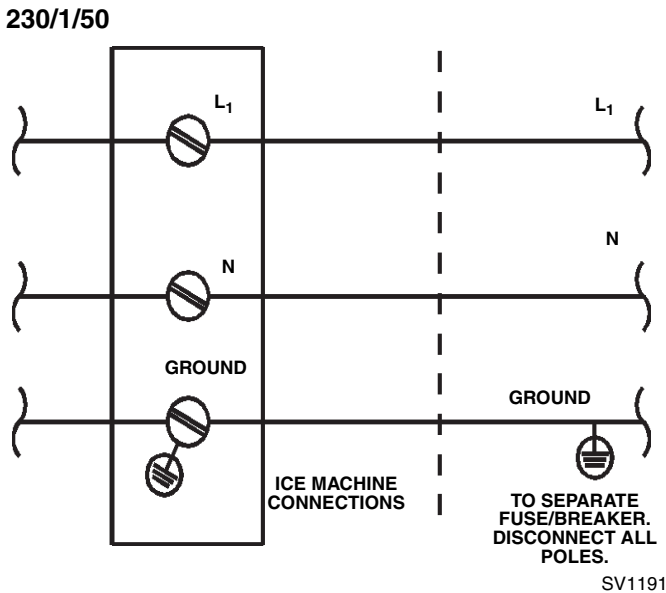 230/1/50
L1
L1
N
N
GROUND
GROUND
ICE MACHINE
CONNECTIONS
TO SEPARATE
FUSE/BREAKER.
DISCONNECT ALL
POLES.
SV1191